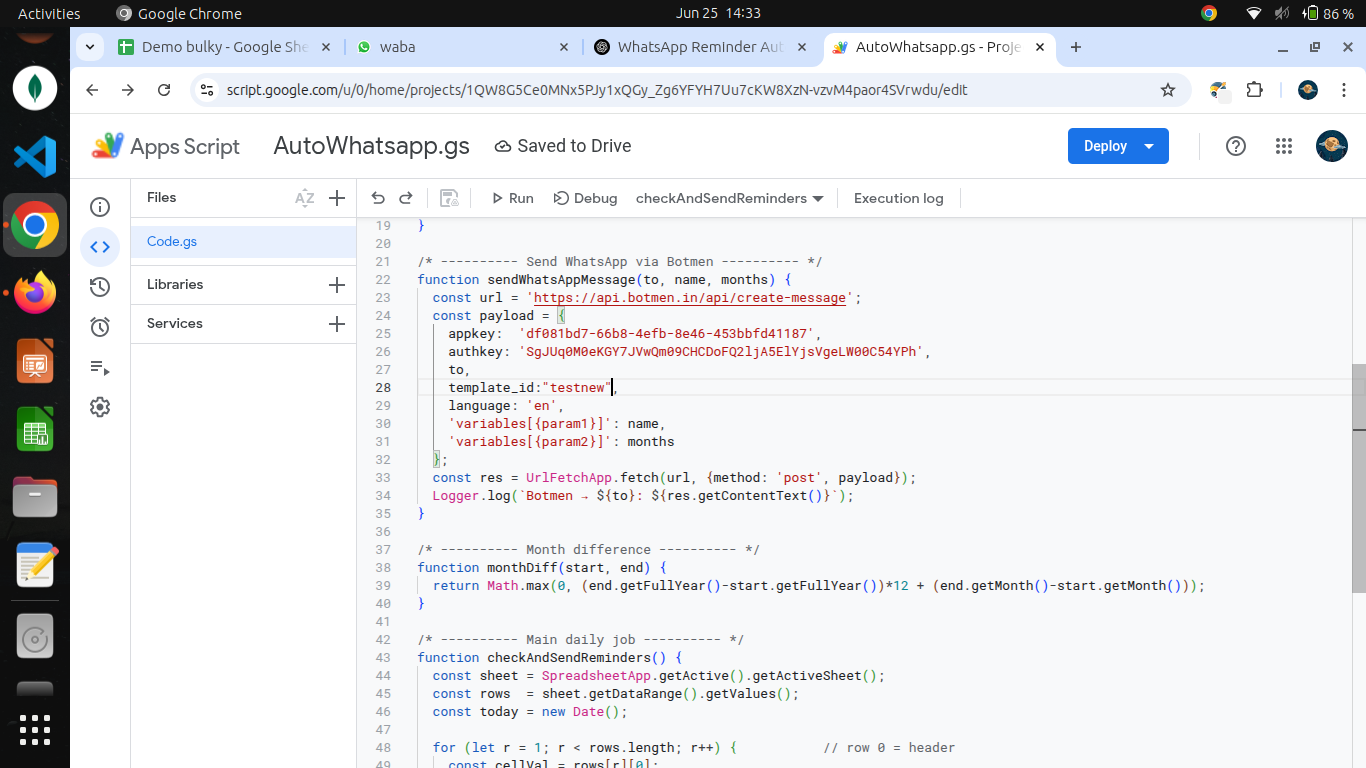 Activities
Google Chrome
Jun 25 14:33
86 %
Demo bulky - Google She
waba
WhatsApp Reminder Aut
AutoWhatsapp.gs - Proje
script.google.com/u/0/home/projects/1QW8G5Ce0MNx5PJy1xQGy_Zg6YFYH7Uu7cKW8XzN-vzvM4paor4SVrwdu/edit
Apps Script
AutoWhatsapp.gs
Saved to Drive
Deploy
Files
AZ
Run
Debug
checkAndSendReminders
Execution log
Code.gs
Libraries
Services
19 }
20
21 /* ---------- Send WhatsApp via Botmen ---------- */
22 function sendWhatsAppMessage(to, name, months) {
23 const url = 'https://api.botmen.in/api/create-message';
24 const payload = {
25 appkey: 'df081bd7-66b8-4efb-8e46-453bbfd41187',
26 authkey: 'SgJUq0M0eKGY7JVwQm09CHCDoFQ2ljA5ElYjsVgeLW00C54YPh',
27 to,
28 template_id:"testnew",
29 language: 'en',
30 'variables[{param1}]': name,
31 'variables[{param2}]': months
32 };
33 const res = UrlFetchApp.fetch(url, {method: 'post', payload});
34 Logger.log(`Botmen → ${to}: ${res.getContentText()}`);
35 }
36
37 /* ---------- Month difference ---------- */
38 function monthDiff(start, end) {
39 return Math.max(0, (end.getFullYear()-start.getFullYear())*12 + (end.getMonth()-start.getMonth()));
40 }
41
42 /* ---------- Main daily job ---------- */
43 function checkAndSendReminders() {
44 const sheet = SpreadsheetApp.getActive().getActiveSheet();
45 const rows = sheet.getDataRange().getValues();
46 const today = new Date();
47
48 for (let r = 1; r < rows.length; r++) { // row 0 = header
49 const cellVal = rows[r][0];